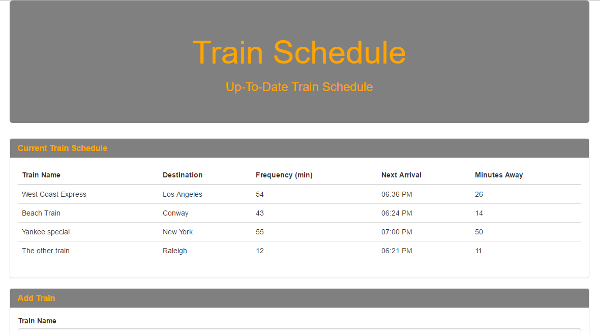 Train Schedule
Up-To-Date Train Schedule
Current Train Schedule
Train Name Destination Frequency (min) Next Arrival Minutes Away
West Coast Express Los Angeles 54 06:36 PM 26
Beach Train Conway 43 06:24 PM 14
Yankee special New York 55 07:00 PM 50
The other train Raleigh 12 06:21 PM 11
Add Train
Train Name